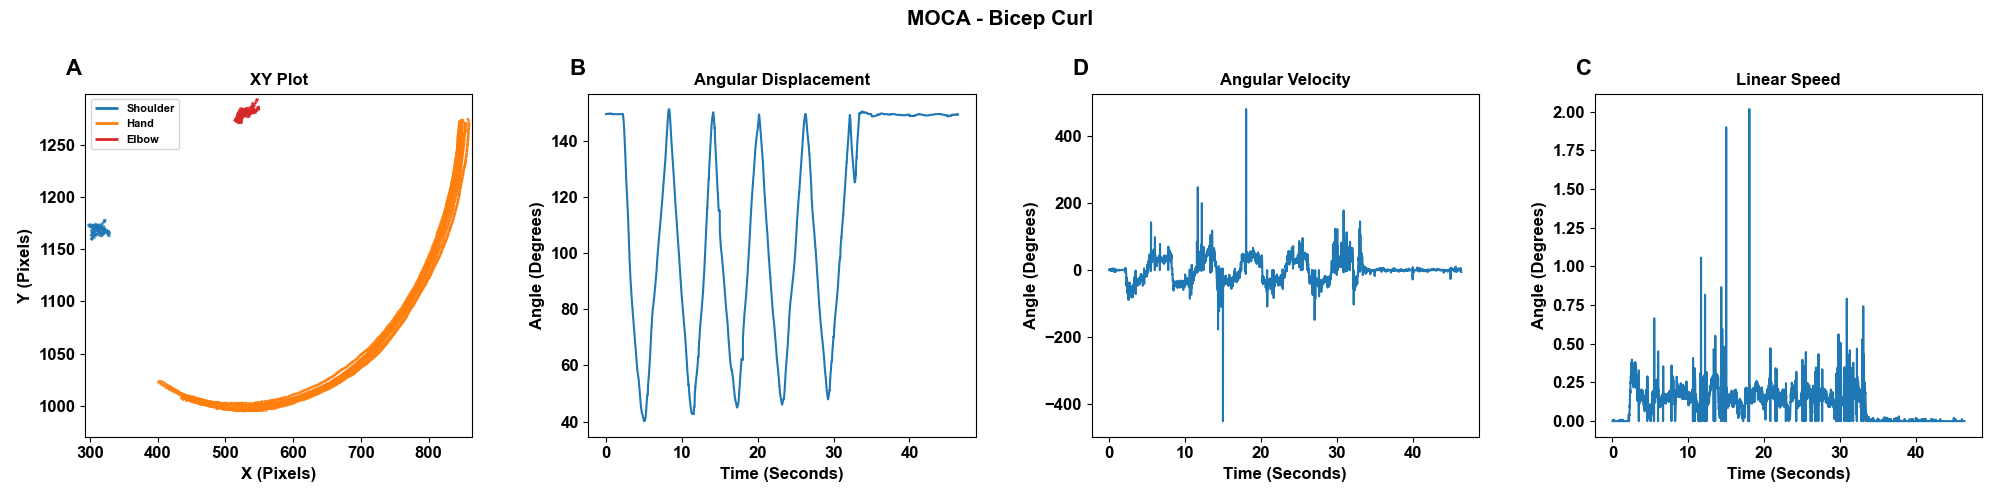 MOCA - Bicep Curl
A
XY Plot
Shoulder
Hand
Elbow
1250
1200
1150
1100
1050
1000
Y (Pixels)
300 400 500 600 700 800
X (Pixels)
B
Angular Displacement
140
120
100
80
60
40
Angle (Degrees)
0 10 20 30 40
Time (Seconds)
D
Angular Velocity
400
200
0
−200
−400
Angle (Degrees)
0 10 20 30 40
Time (Seconds)
C
Linear Speed
2.00
1.75
1.50
1.25
1.00
0.75
0.50
0.25
0.00
Angle (Degrees)
0 10 20 30 40
Time (Seconds)